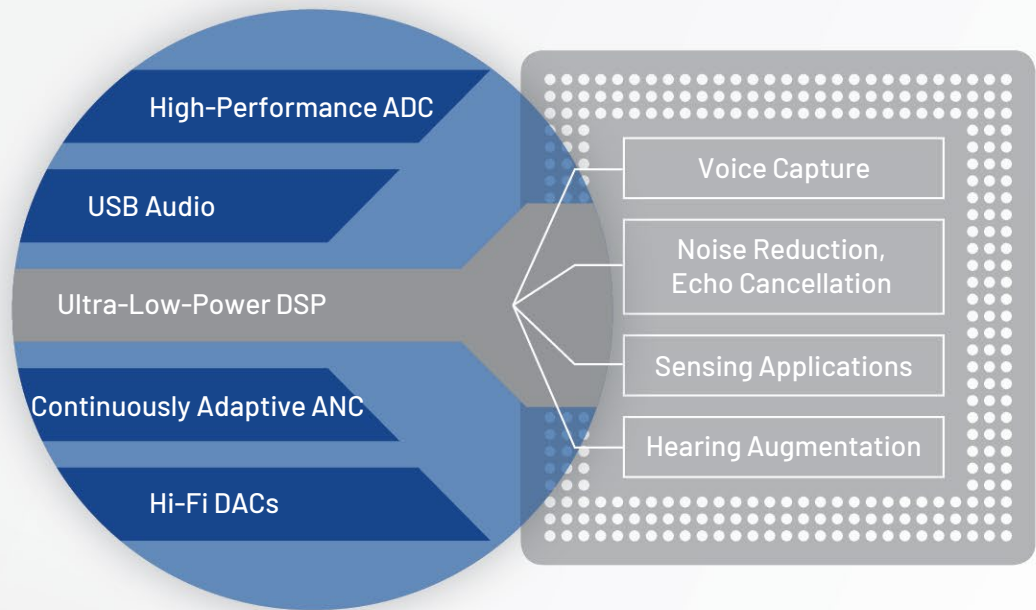 High-Performance ADC
USB Audio
Ultra-Low-Power DSP
Continuously Adaptive ANC
Hi-Fi DACs
Voice Capture
Noise Reduction,
Echo Cancellation
Sensing Applications
Hearing Augmentation